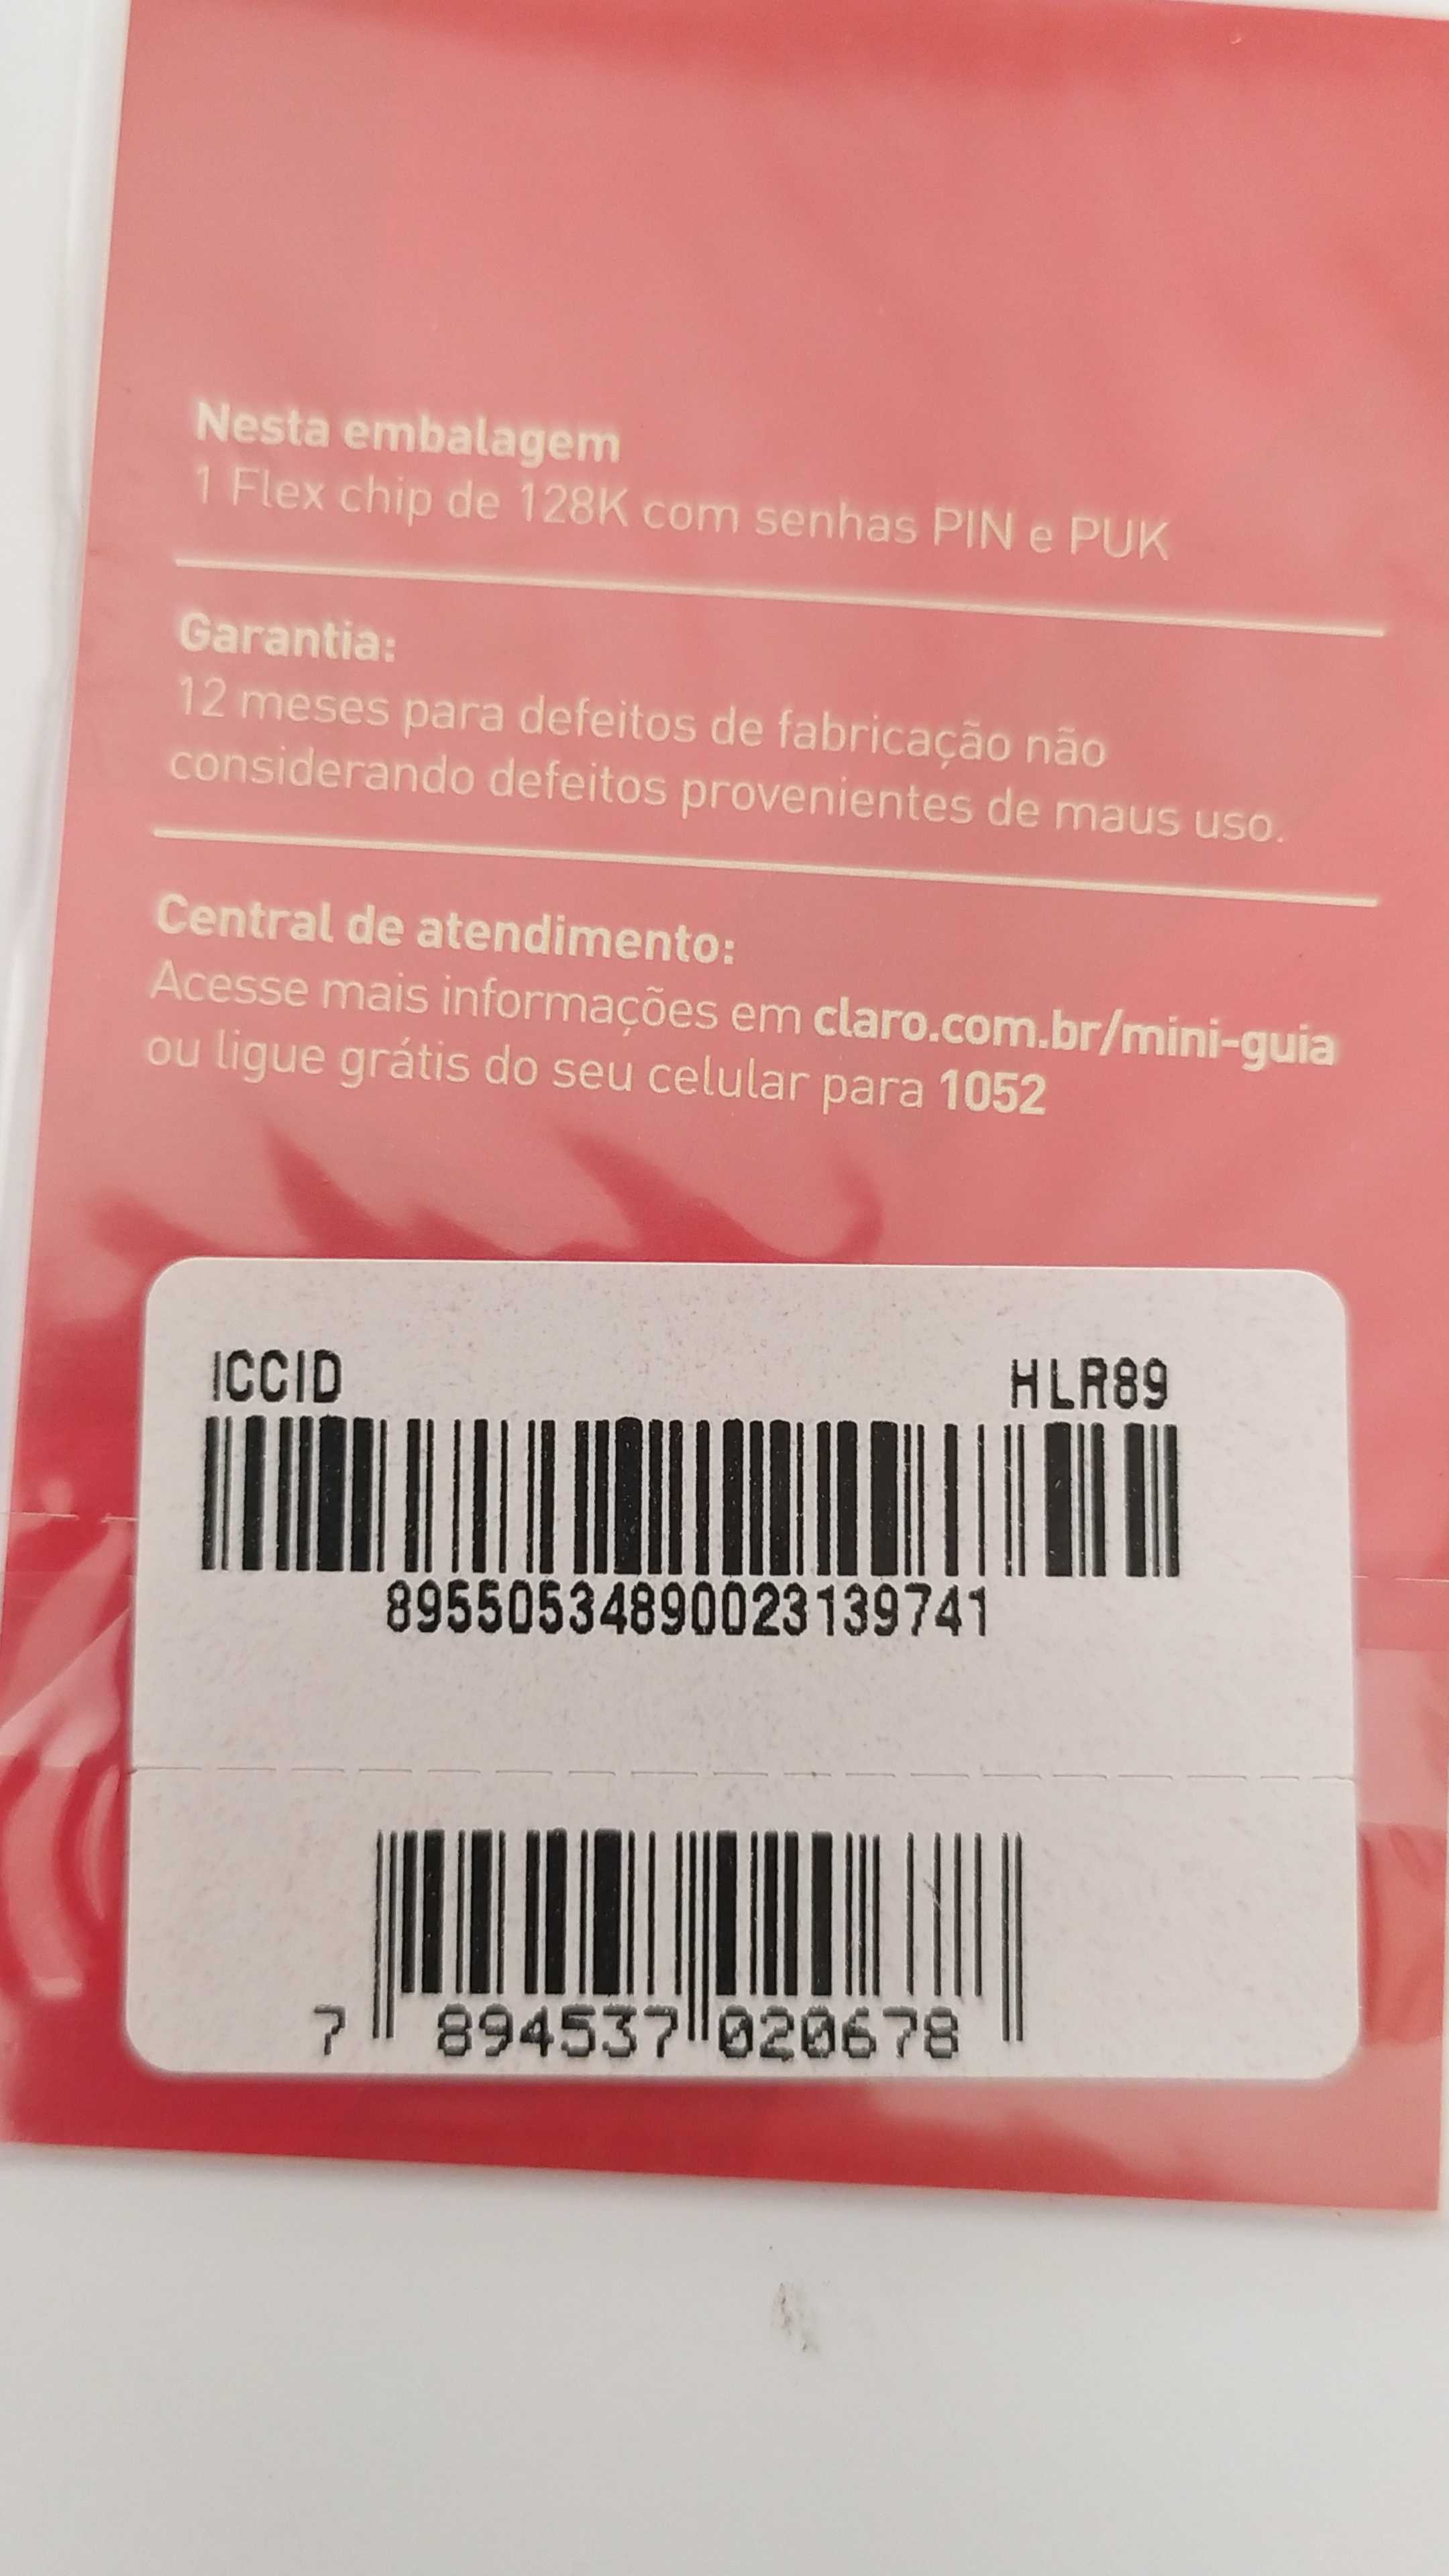 Nesta embalagem
1 Flex chip de 128K com senhas PIN e PUK
Garantia:
12 meses para defeitos de fabricação não
considerando defeitos provenientes de maus uso.
Central de atendimento:
Acesse mais informações em claro.com.br/mini-guia
ou ligue grátis do seu celular para 1052
ICCID HLR89
89550534890023139741
7 894537 020678